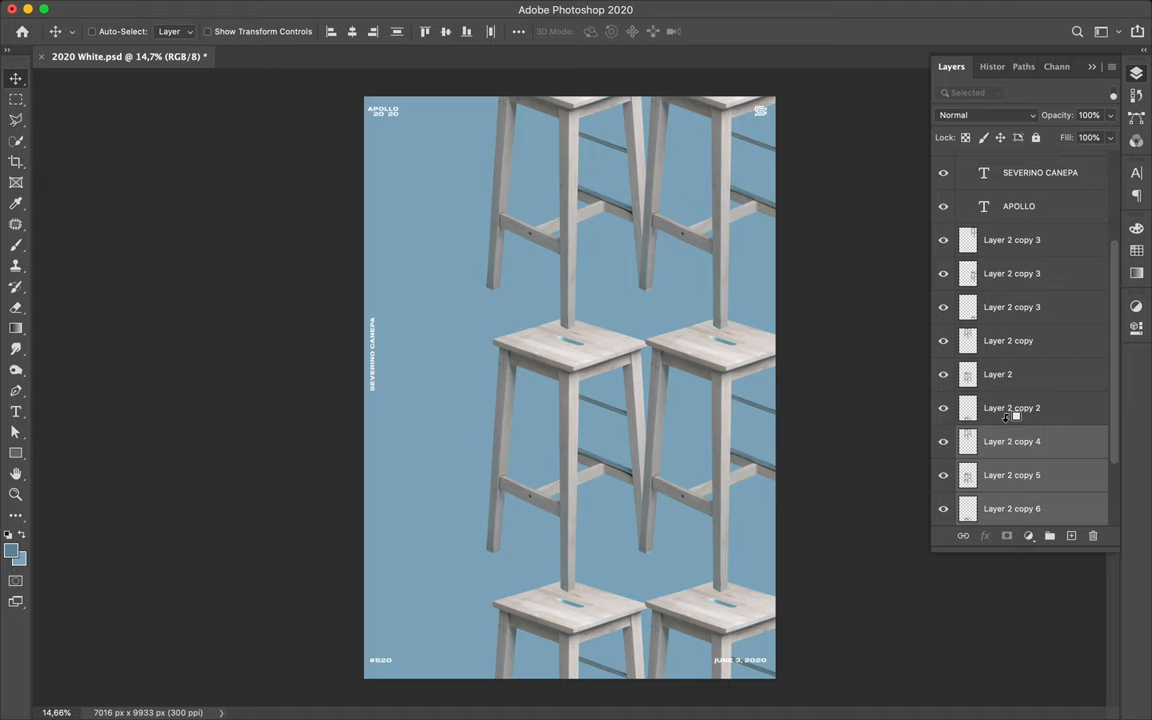 Adobe Photoshop 2020
Auto-Select:
Layer
Show Transform Controls
3D Mode:
2020 White.psd @ 14,7% (RGB/8) *
Layers
Histor
Paths
Chann
Selected
Normal
Opacity: 100%
Lock:
Fill: 100%
T SEVERINO CANEPA
T APOLLO
Layer 2 copy 3
Layer 2 copy 3
Layer 2 copy 3
Layer 2 copy
Layer 2
Layer 2 copy 2
Layer 2 copy 4
Layer 2 copy 5
Layer 2 copy 6
APOLLO
20 20
SEVERINO CANEPA
#520
JUNE 3, 2020
14,66%
7016 px x 9933 px (300 ppi)